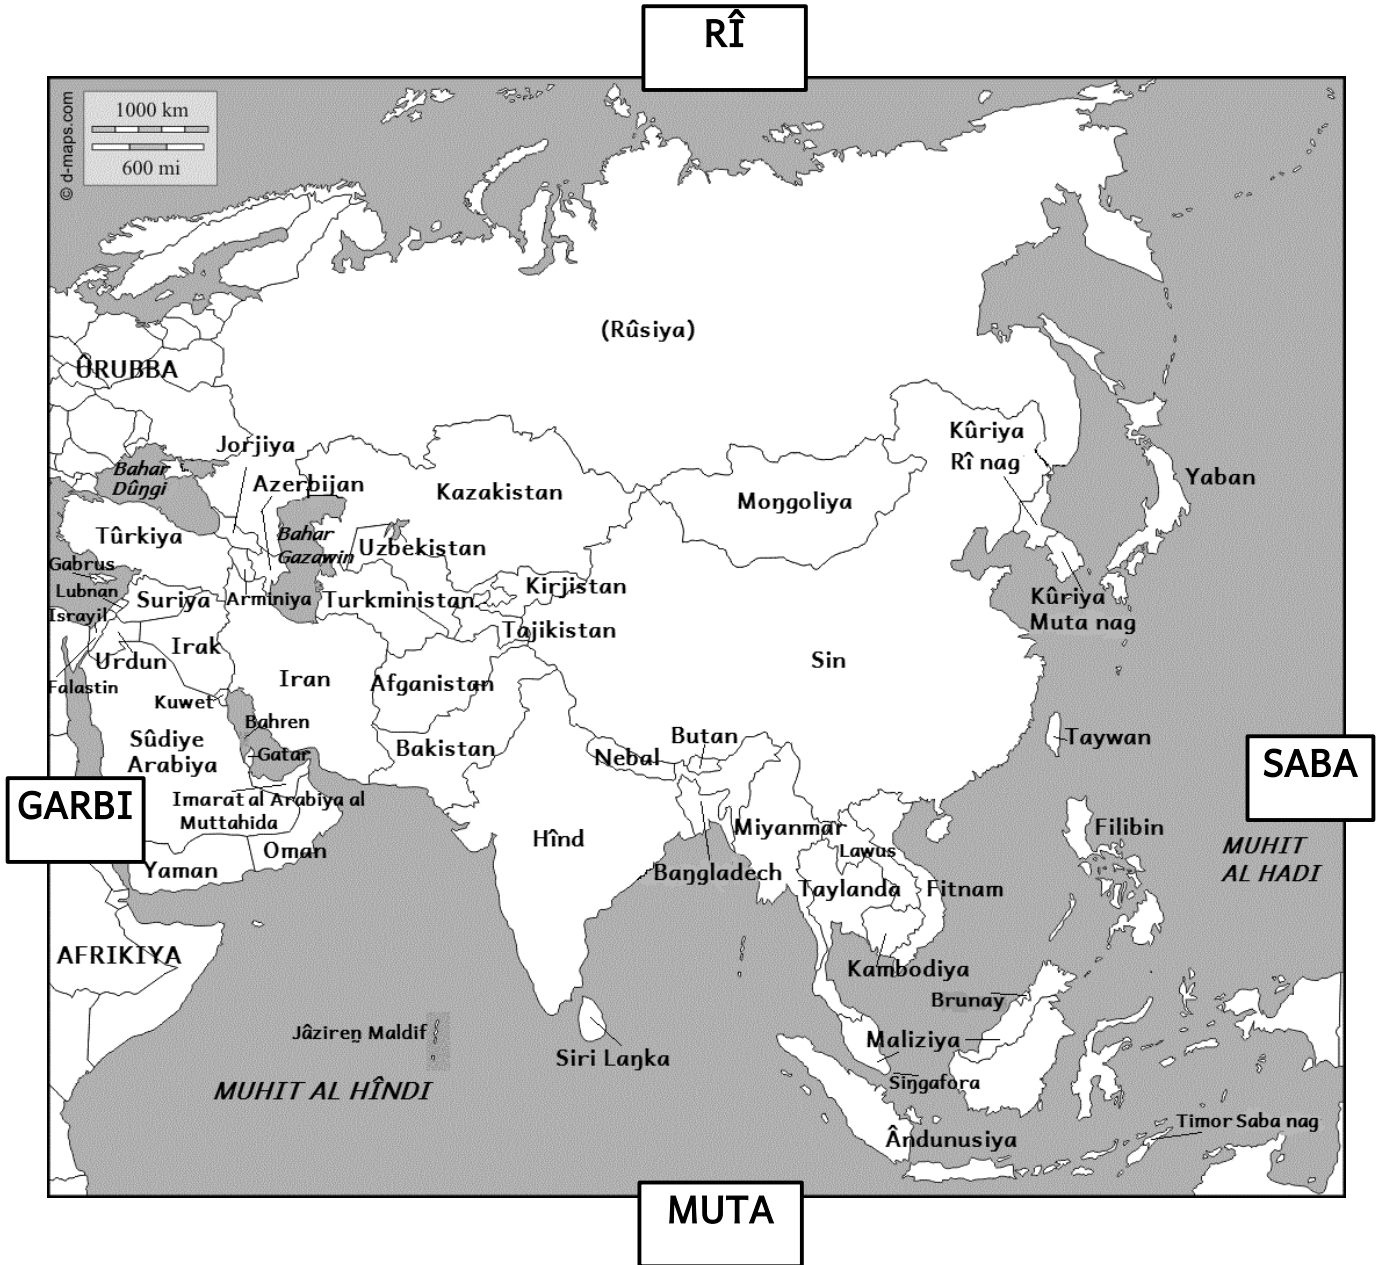 RÎ
© d-maps.com
1000 km
600 mi
(Rûsiya)
ÛRUBBA
Jorjiya
Kûriya
Rî nag
Bahar
Dûŋgi
Azerbijan
Kazakistan
Moŋgoliya
Yaban
Tûrkiya
Bahar
Gazawin
Uzbekistan
Gabrus
Lubnan
Israyil
Suriya
Arminiya
Turkministan
Kirjistan
Kûriya
Muta nag
Tajikistan
Urdun
Irak
Iran
Afganistan
Sin
Falastin
Kuwet
Bahren
Gatar
Sûdiye
Arabiya
Bakistan
Nebal
Butan
Taywan
SABA
GARBI
Imarat al Arabiya al
Muttahida
Oman
Yaman
Hînd
Miyanmar
Lawus
Baŋgladech
Taylanda
Fitnam
Filibin
MUHIT
AL HADI
AFRIKIYA
Kambodiya
Brunay
Jâzireṉ Maldif
Siri Laŋka
Maliziya
Siŋgafora
MUHIT AL HÎNDI
Ândunusiya
Timor Saba nag
MUTA